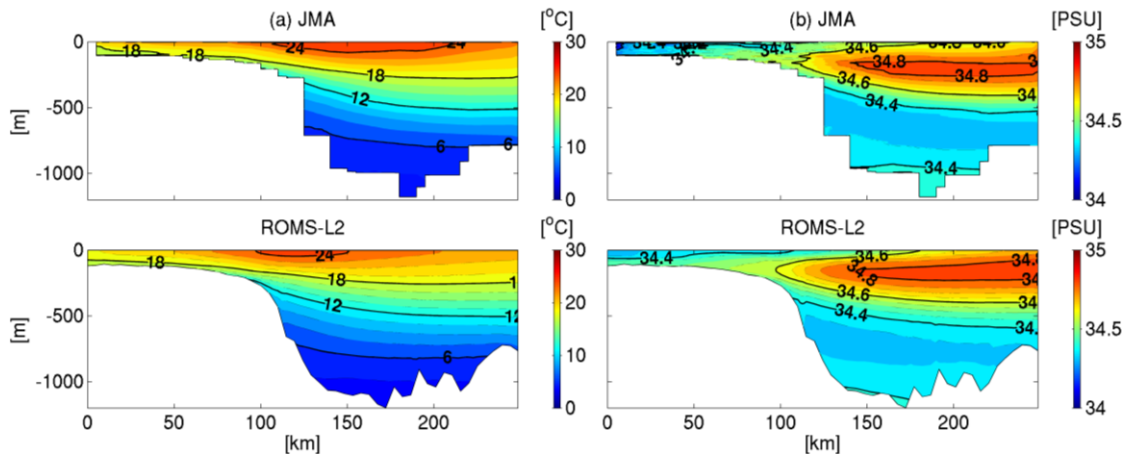 (a) JMA [°C] (b) JMA [PSU]
0 18 18 24 24 30 34.4 34.4 34.6 34.8 35
-500 18 12 20 34.6 34.8 34.4 34.5
[m] [m]
-1000 6 6 10 34.4
0 34
ROMS-L2 [°C] ROMS-L2 [PSU]
0 18 24 30 34.4 34.6 34.8 35
-500 18 12 12 20 34.8 34.6 34.4 34.5
[m] [m]
-1000 6 10
0 34
0 50 100 150 200 0 50 100 150 200
[km] [km]